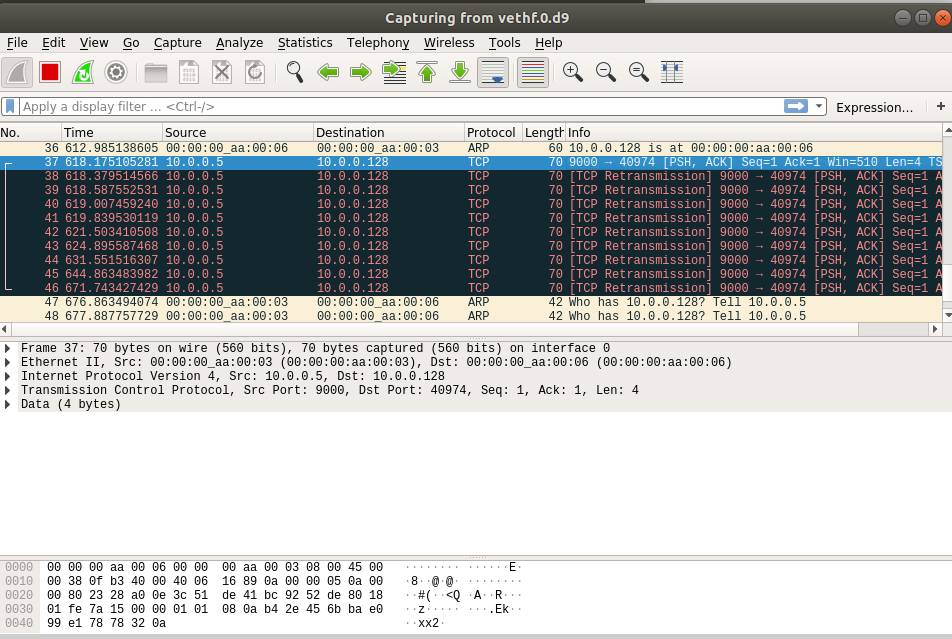 Capturing from vethf.0.d9
File Edit View Go Capture Analyze Statistics Telephony Wireless Tools Help
Apply a display filter ... <Ctrl-/> Expression... +
No. Time Source Destination Protocol Length Info
36 612.985138605 00:00:00_aa:00:06 00:00:00_aa:00:03 ARP 60 10.0.0.128 is at 00:00:00:aa:00:06
37 618.175105281 10.0.0.5 10.0.0.128 TCP 70 9000 → 40974 [PSH, ACK] Seq=1 Ack=1 Win=510 Len=4 TS
38 618.379514566 10.0.0.5 10.0.0.128 TCP 70 [TCP Retransmission] 9000 → 40974 [PSH, ACK] Seq=1 A
39 618.587552531 10.0.0.5 10.0.0.128 TCP 70 [TCP Retransmission] 9000 → 40974 [PSH, ACK] Seq=1 A
40 619.007459240 10.0.0.5 10.0.0.128 TCP 70 [TCP Retransmission] 9000 → 40974 [PSH, ACK] Seq=1 A
41 619.839530119 10.0.0.5 10.0.0.128 TCP 70 [TCP Retransmission] 9000 → 40974 [PSH, ACK] Seq=1 A
42 621.503410508 10.0.0.5 10.0.0.128 TCP 70 [TCP Retransmission] 9000 → 40974 [PSH, ACK] Seq=1 A
43 624.895587468 10.0.0.5 10.0.0.128 TCP 70 [TCP Retransmission] 9000 → 40974 [PSH, ACK] Seq=1 A
44 631.551516307 10.0.0.5 10.0.0.128 TCP 70 [TCP Retransmission] 9000 → 40974 [PSH, ACK] Seq=1 A
45 644.863483982 10.0.0.5 10.0.0.128 TCP 70 [TCP Retransmission] 9000 → 40974 [PSH, ACK] Seq=1 A
46 671.743427429 10.0.0.5 10.0.0.128 TCP 70 [TCP Retransmission] 9000 → 40974 [PSH, ACK] Seq=1 A
47 676.863494074 00:00:00_aa:00:03 00:00:00_aa:00:06 ARP 42 Who has 10.0.0.128? Tell 10.0.0.5
48 677.887757729 00:00:00_aa:00:03 00:00:00_aa:00:06 ARP 42 Who has 10.0.0.128? Tell 10.0.0.5
Frame 37: 70 bytes on wire (560 bits), 70 bytes captured (560 bits) on interface 0
Ethernet II, Src: 00:00:00_aa:00:03 (00:00:00:aa:00:03), Dst: 00:00:00_aa:00:06 (00:00:00:aa:00:06)
Internet Protocol Version 4, Src: 10.0.0.5, Dst: 10.0.0.128
Transmission Control Protocol, Src Port: 9000, Dst Port: 40974, Seq: 1, Ack: 1, Len: 4
Data (4 bytes)
0000 00 00 00 aa 00 06 00 00 00 aa 00 03 08 00 45 00 ········ ······E·
0010 00 38 0f b3 40 00 40 06 16 89 0a 00 00 05 0a 00 ·8··@·@· ········
0020 00 80 23 28 a0 0e 3c 51 de 41 bc 92 52 de 80 18 ··#(··<Q ·A··R···
0030 01 fe 7a 15 00 00 01 01 08 0a b4 2e 45 6b ba e0 ··z····· ···.Ek··
0040 99 e1 78 78 32 0a ··xx2·